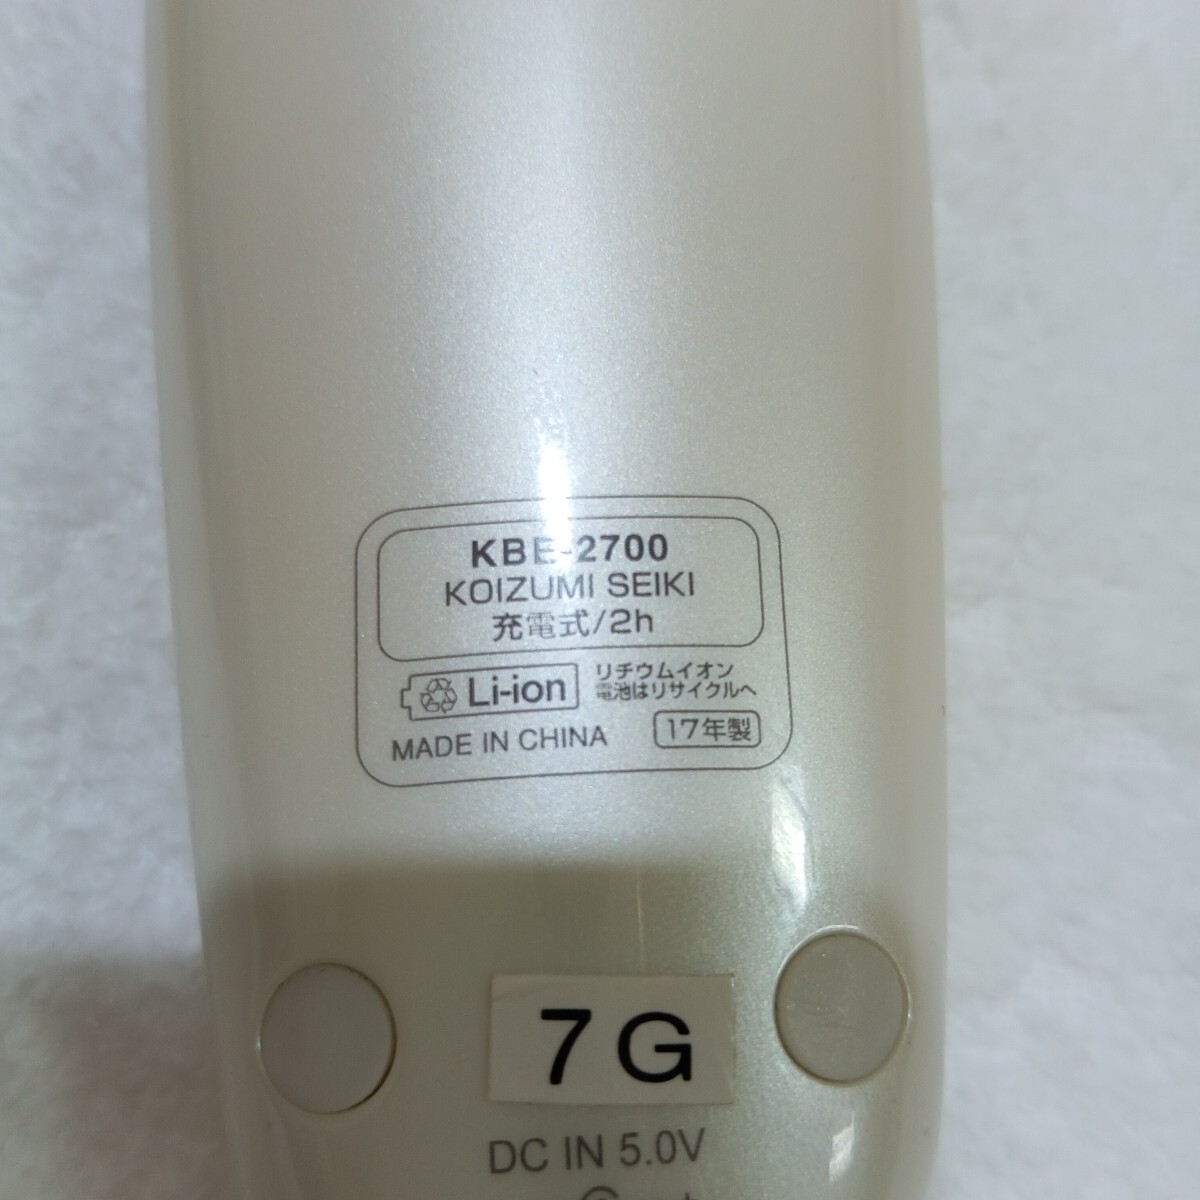 KBE-2700
KOIZUMI SEIKI
充電式/2h
Li-ion
リチウムイオン
電池はリサイクルへ
MADE IN CHINA
17年製
7G
DC IN 5.0V